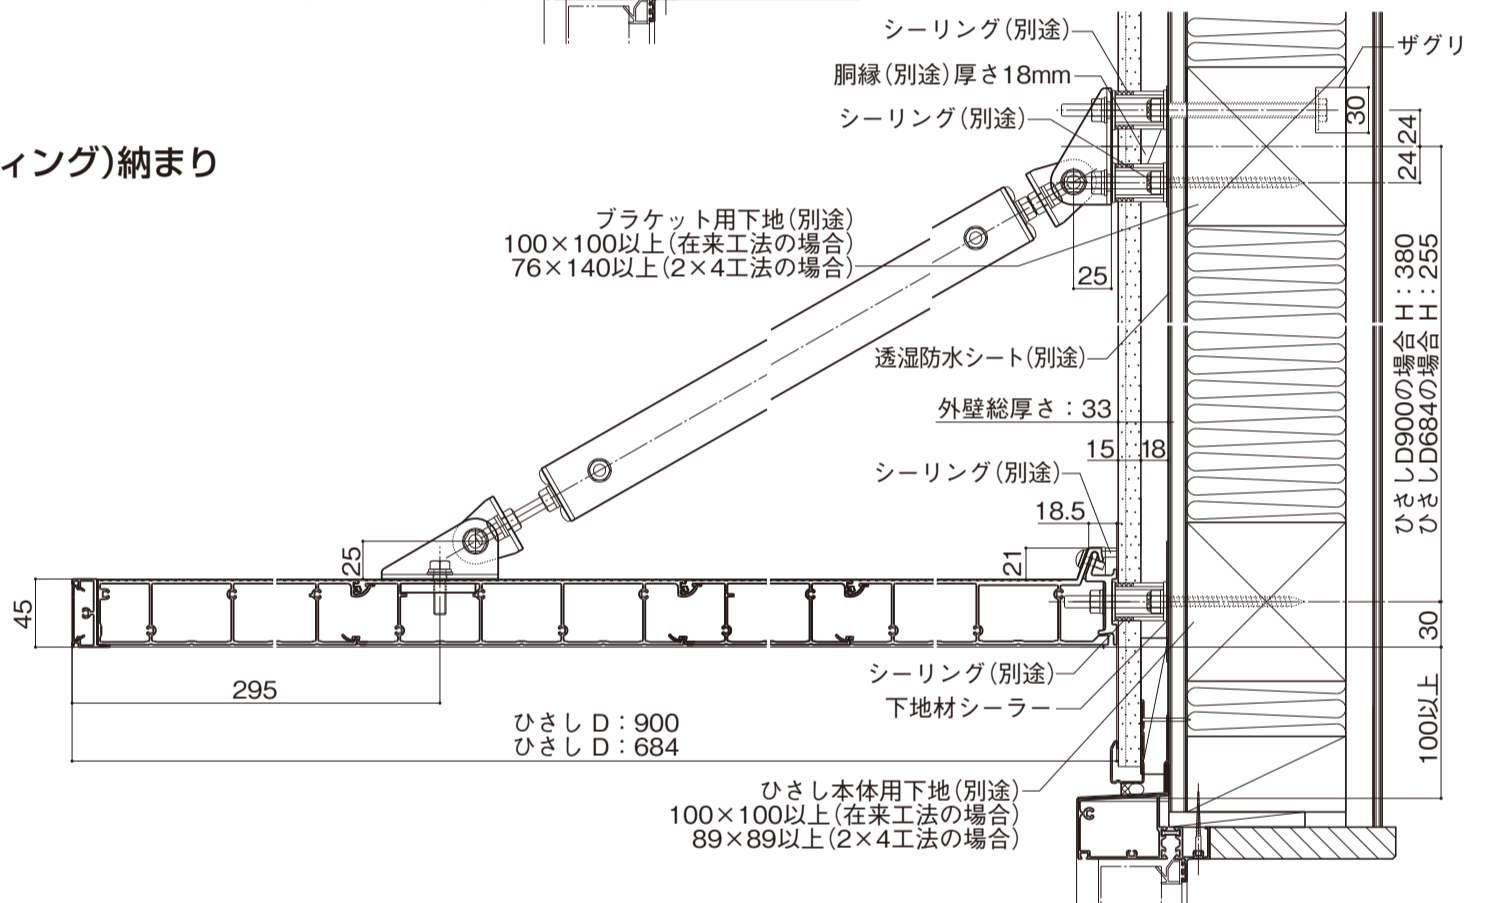 シーリング(別途)
ザグリ
胴縁(別途)厚さ18mm
シーリング(別途)
30
24
24
ィング)納まり
ブラケット用下地(別途)
100×100以上(在来工法の場合)
76×140以上(2×4工法の場合)
25
ひさしD900の場合 H:380
ひさしD684の場合 H:255
透湿防水シート(別途)
外壁総厚さ:33
15
18
シーリング(別途)
18.5
25
21
45
30
シーリング(別途)
295
下地材シーラー
100以上
ひさし D:900
ひさし D:684
ひさし本体用下地(別途)
100×100以上(在来工法の場合)
89×89以上(2×4工法の場合)